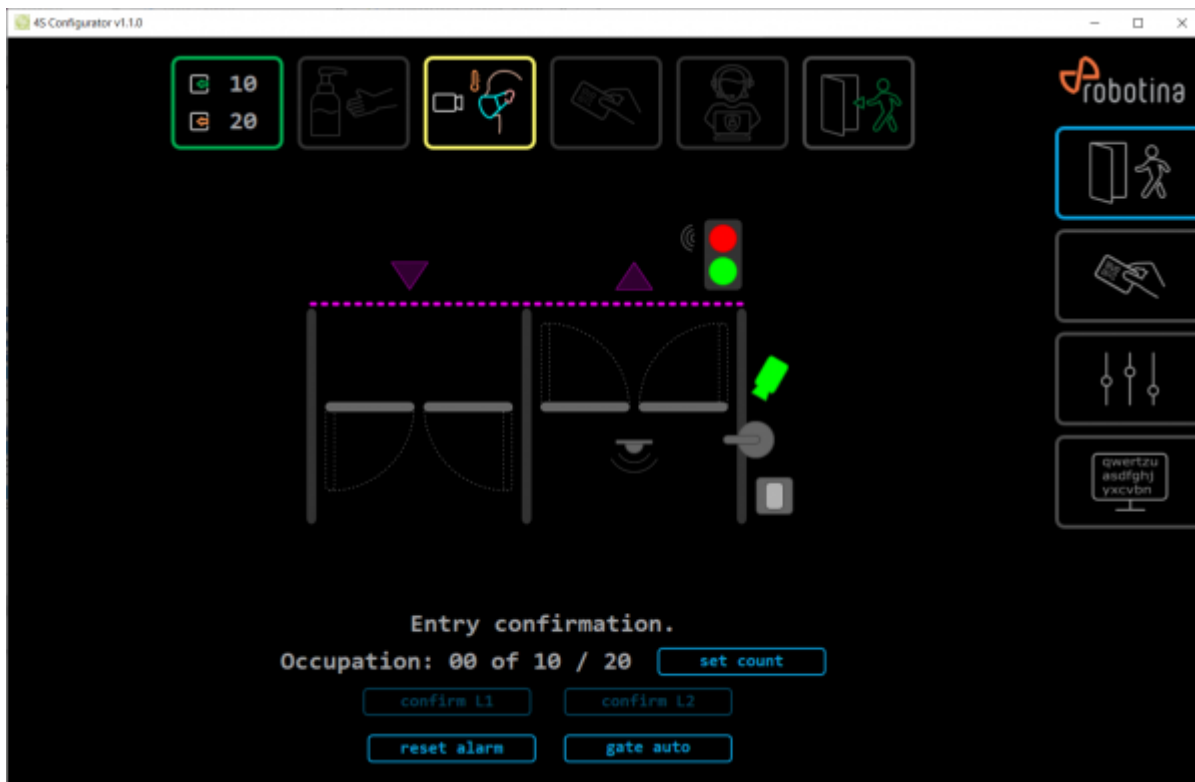 4S Configurator v1.1.0
10
20
robotina
qwertzu
asdfghj
yxcvbn
Entry confirmation.
Occupation: 00 of 10 / 20 set count
confirm L1 confirm L2
reset alarm gate auto